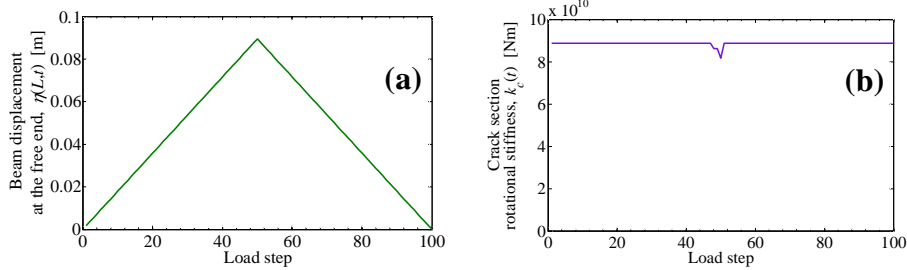 0.1
0.08
0.06
0.04
0.02
0
0 20 40 60 80 100
Load step
Beam displacement
at the free end, η(L,t) [m]
(a)
x 10^10
10
8
6
4
2
0
0 20 40 60 80 100
Load step
Crack section
rotational stiffness, k_c(t) [Nm]
(b)